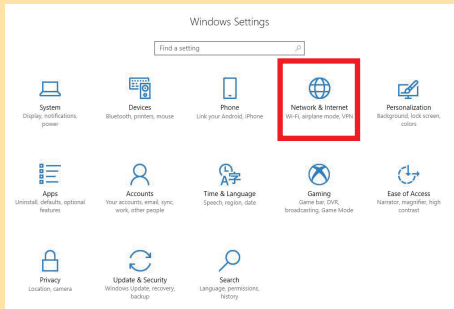 Windows Settings
Find a setting
System
Display, notifications,
power
Devices
Bluetooth, printers, mouse
Phone
Link your Android, iPhone
Network & Internet
Wi-Fi, airplane mode, VPN
Personalization
Background, lock screen,
colors
Apps
Uninstall, defaults, optional
features
Accounts
Your accounts, email, sync,
work, other people
Time & Language
Speech, region, date
Gaming
Game bar, DVR,
broadcasting, Game Mode
Ease of Access
Narrator, magnifier, high
contrast
Privacy
Location, camera
Update & Security
Windows Update, recovery,
backup
Search
Language, permissions,
history